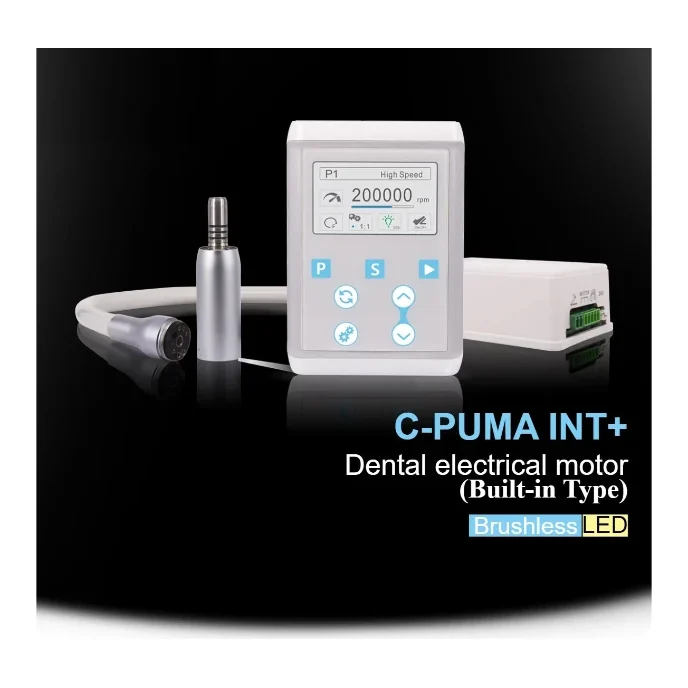 P1 High Speed
200000 rpm
1:1
P S
C-PUMA INT+
Dental electrical motor
(Built-in Type)
Brushless LED